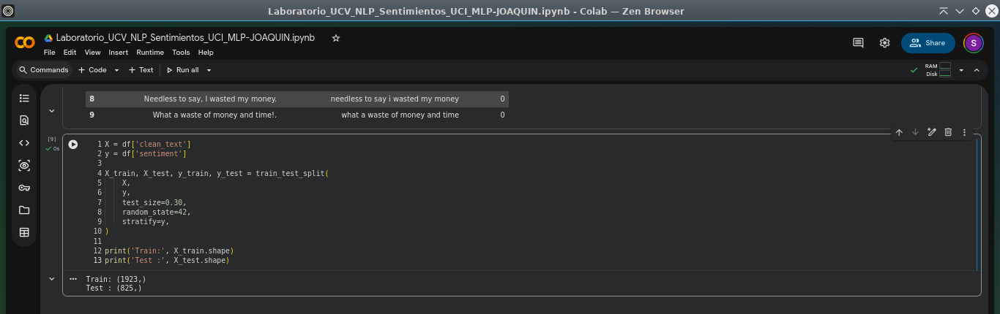 Laboratorio_UCV_NLP_Sentimientos_UCI_MLP-JOAQUIN.ipynb - Colab — Zen Browser
Laboratorio_UCV_NLP_Sentimientos_UCI_MLP-JOAQUIN.ipynb
File Edit View Insert Runtime Tools Help
Share
S
Commands + Code + Text Run all
RAM
Disk
8 Needless to say, I wasted my money. needless to say i wasted my money 0
9 What a waste of money and time!. what a waste of money and time 0
[9]
0s
1 X = df['clean_text']
2 y = df['sentiment']
3
4 X_train, X_test, y_train, y_test = train_test_split(
5     X,
6     y,
7     test_size=0.30,
8     random_state=42,
9     stratify=y,
10 )
11
12 print('Train:', X_train.shape)
13 print('Test :', X_test.shape)
Train: (1923,)
Test : (825,)